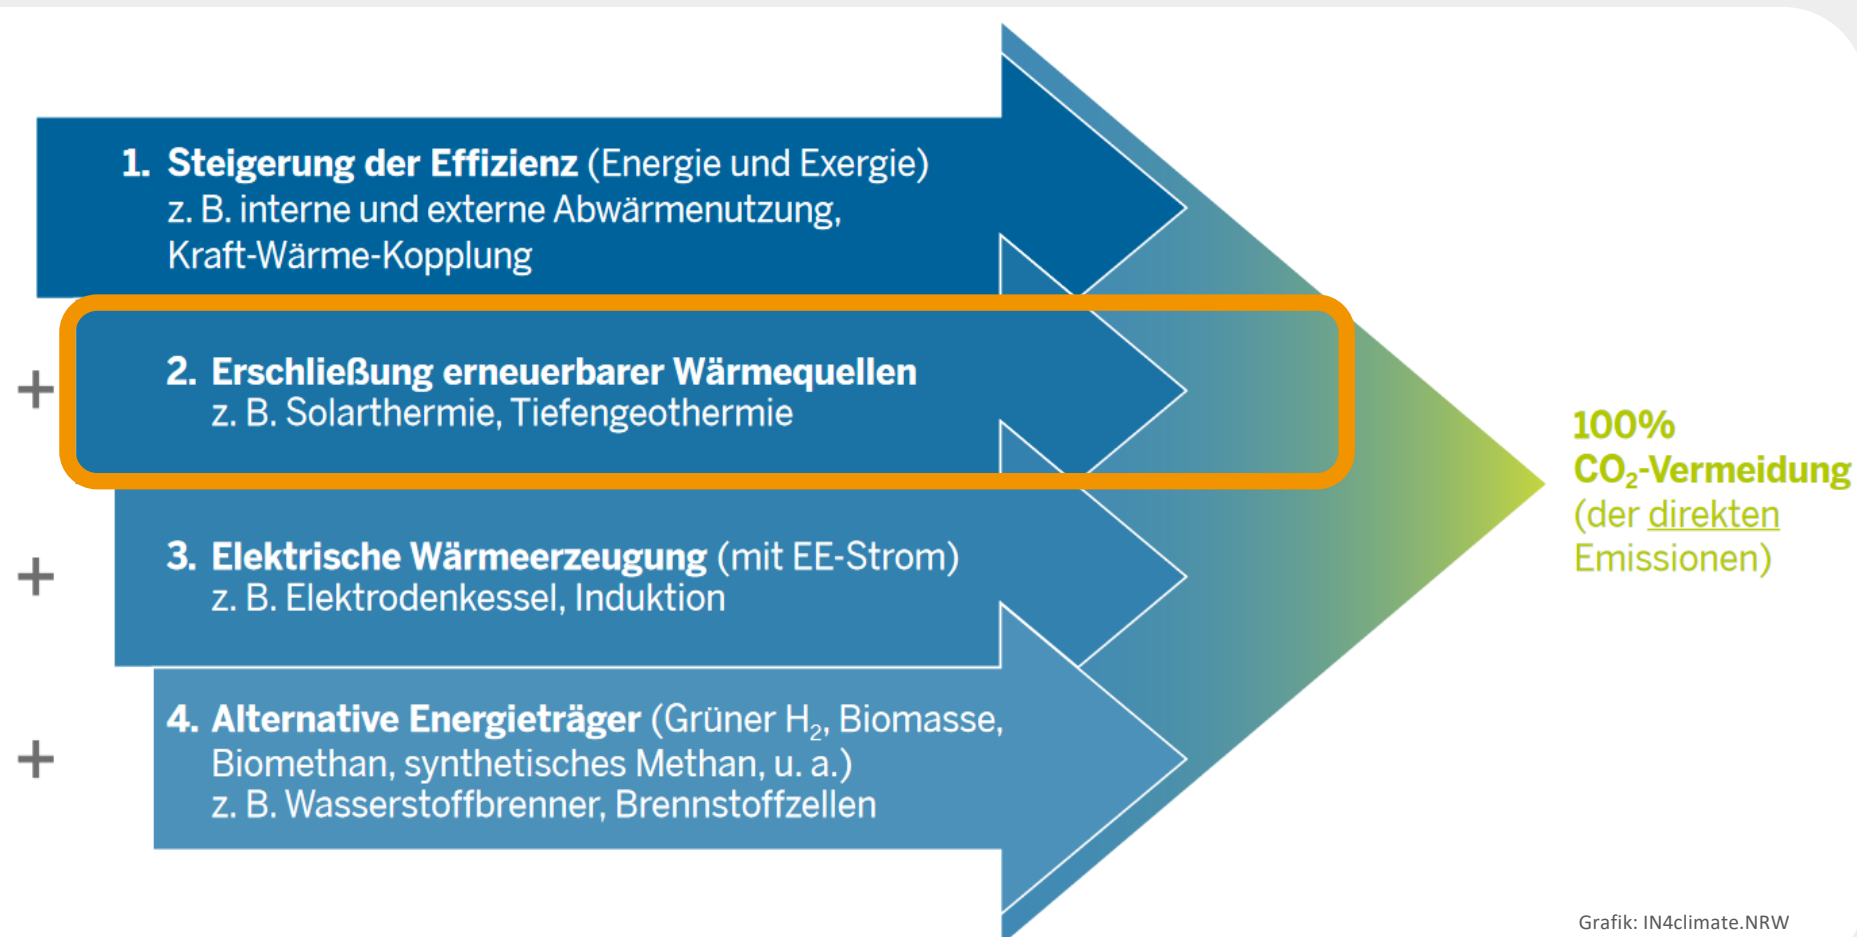 1. Steigerung der Effizienz (Energie und Exergie)
z. B. interne und externe Abwärmenutzung,
Kraft-Wärme-Kopplung
+
2. Erschließung erneuerbarer Wärmequellen
z. B. Solarthermie, Tiefengeothermie
+
3. Elektrische Wärmeerzeugung (mit EE-Strom)
z. B. Elektrodenkessel, Induktion
+
4. Alternative Energieträger (Grüner H₂, Biomasse,
Biomethan, synthetisches Methan, u. a.)
z. B. Wasserstoffbrenner, Brennstoffzellen
100%
CO₂-Vermeidung
(der direkten
Emissionen)
Grafik: IN4climate.NRW